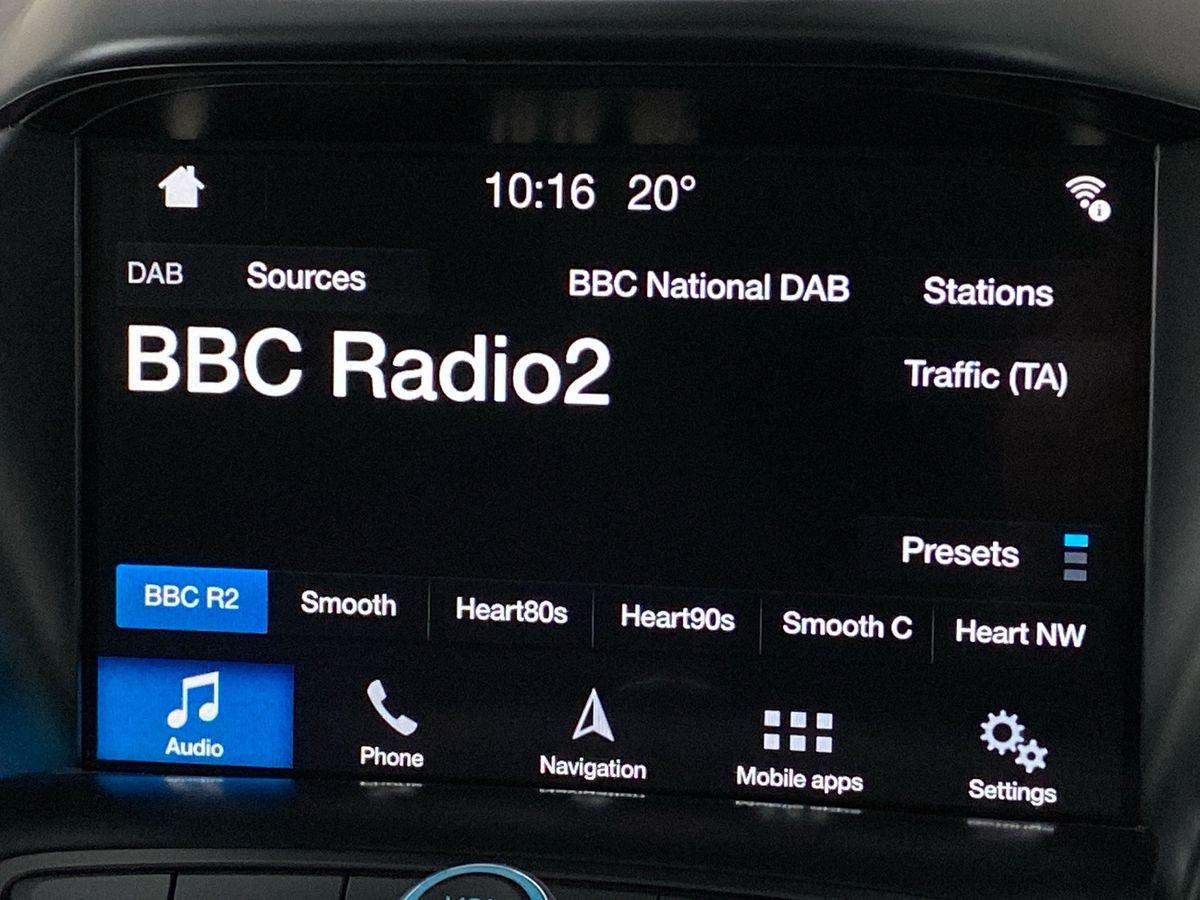 10:16 20°
DAB Sources BBC National DAB Stations
BBC Radio2
Traffic (TA)
Presets
BBC R2 Smooth Heart80s Heart90s Smooth C Heart NW
Audio Phone Navigation Mobile apps Settings